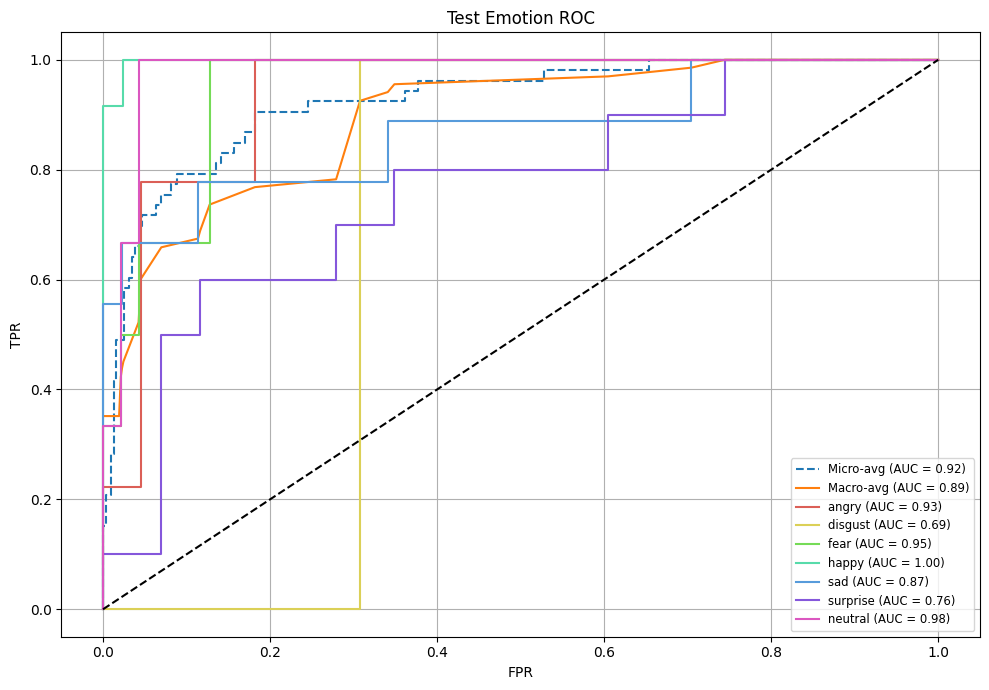 Test Emotion ROC
TPR
1.0
0.8
0.6
0.4
0.2
0.0
0.0 0.2 0.4 0.6 0.8 1.0
FPR
Micro-avg (AUC = 0.92)
Macro-avg (AUC = 0.89)
angry (AUC = 0.93)
disgust (AUC = 0.69)
fear (AUC = 0.95)
happy (AUC = 1.00)
sad (AUC = 0.87)
surprise (AUC = 0.76)
neutral (AUC = 0.98)